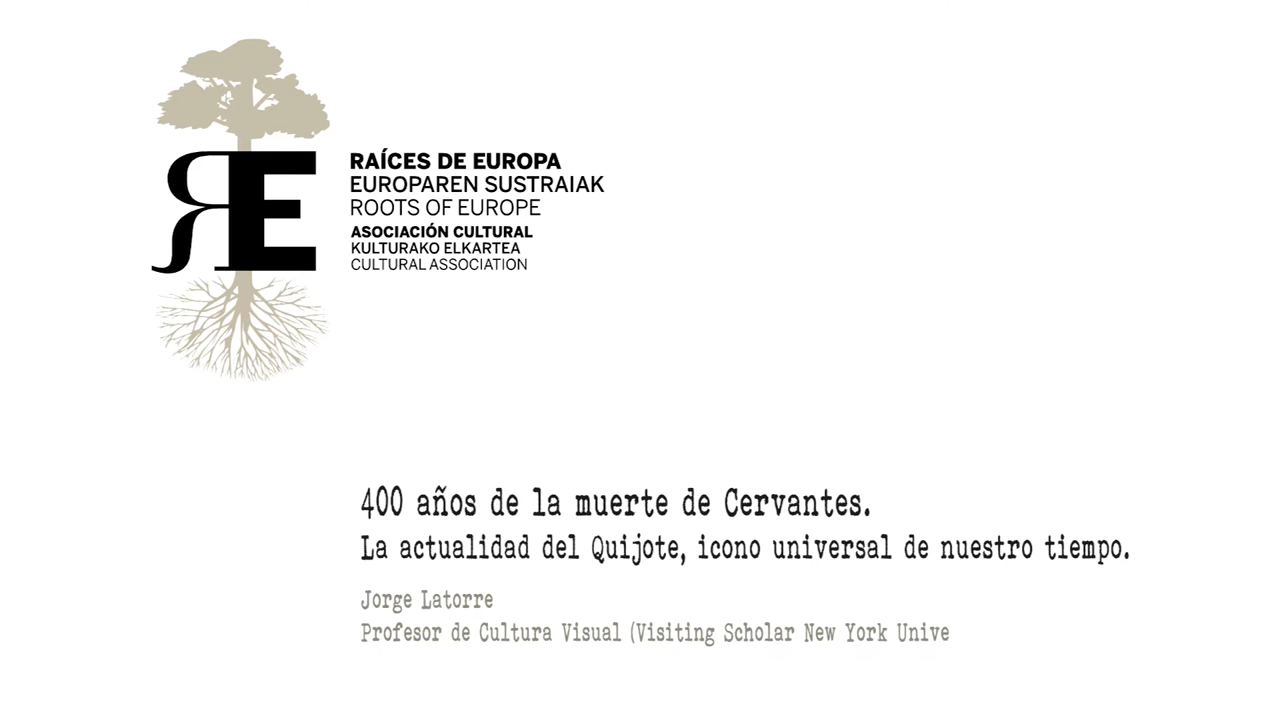 RE
RAÍCES DE EUROPA
EUROPAREN SUSTRAIAK
ROOTS OF EUROPE
ASOCIACIÓN CULTURAL
KULTURAKO ELKARTEA
CULTURAL ASSOCIATION
400 años de la muerte de Cervantes.
La actualidad del Quijote, icono universal de nuestro tiempo.
Jorge Latorre
Profesor de Cultura Visual (Visiting Scholar New York Unive